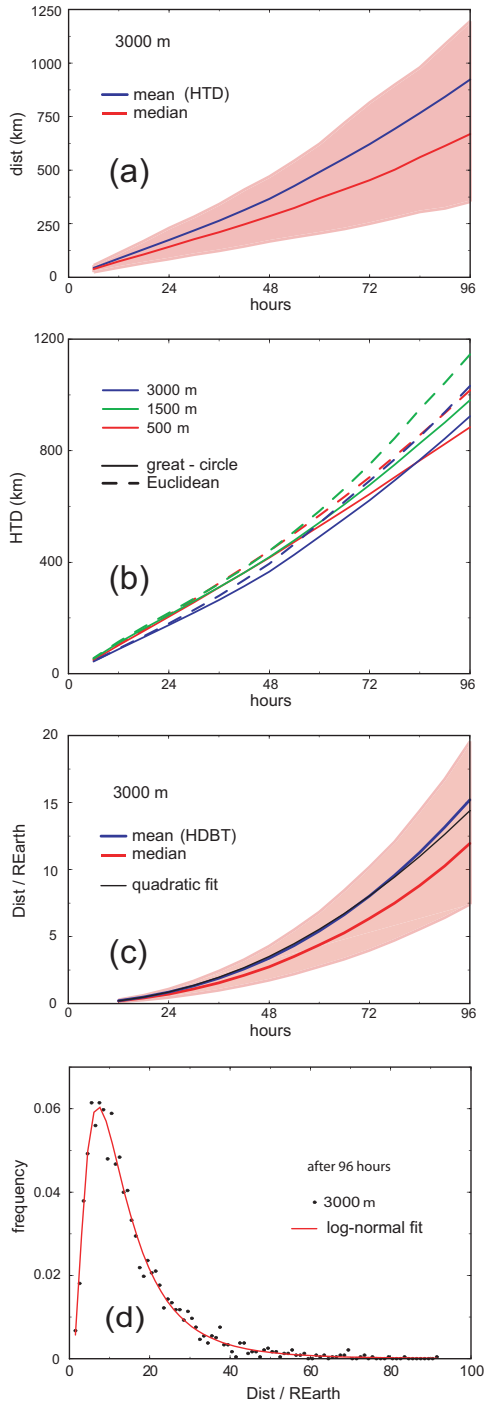 1250
3000 m
1000
mean (HTD)
median
750
dist (km)
500
(a)
250
0
0 24 48 72 96
hours
1200
3000 m
1500 m
500 m
800
great - circle
Euclidean
HTD (km)
400
(b)
0
0 24 48 72 96
hours
20
3000 m
15
mean (HDBT)
median
Dist / REarth
10
quadratic fit
5
(c)
0
0 24 48 72 96
hours
0.06
frequency
after 96 hours
0.04
3000 m
log-normal fit
0.02
(d)
0
0 20 40 60 80 100
Dist / REarth